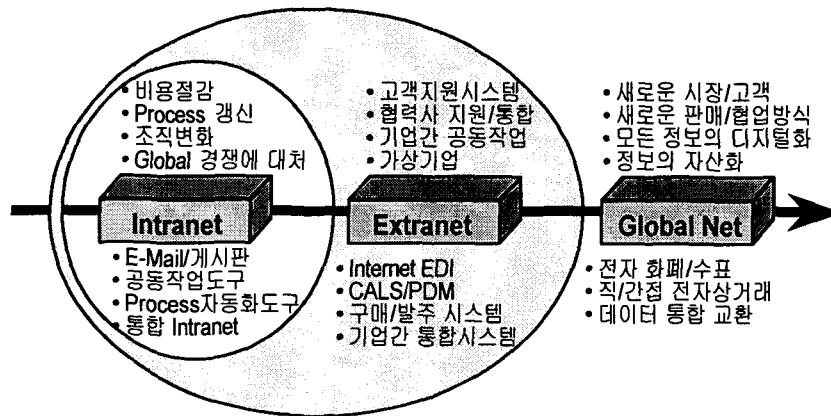 • 비용절감
• Process 갱신
• 조직변화
• Global 경쟁에 대처
Intranet
• E-Mail/게시판
• 공동작업도구
• Process자동화도구
• 통합 Intranet
• 고객지원시스템
• 협력사 지원/통합
• 기업간 공동작업
• 가상기업
Extranet
• Internet EDI
• CALS/PDM
• 구매/발주 시스템
• 기업간 통합시스템
• 새로운 시장/고객
• 새로운 판매/협업방식
• 모든 정보의 디지털화
• 정보의 자산화
Global Net
• 전자 화폐/수표
• 직/간접 전자상거래
• 데이터 통합 교환